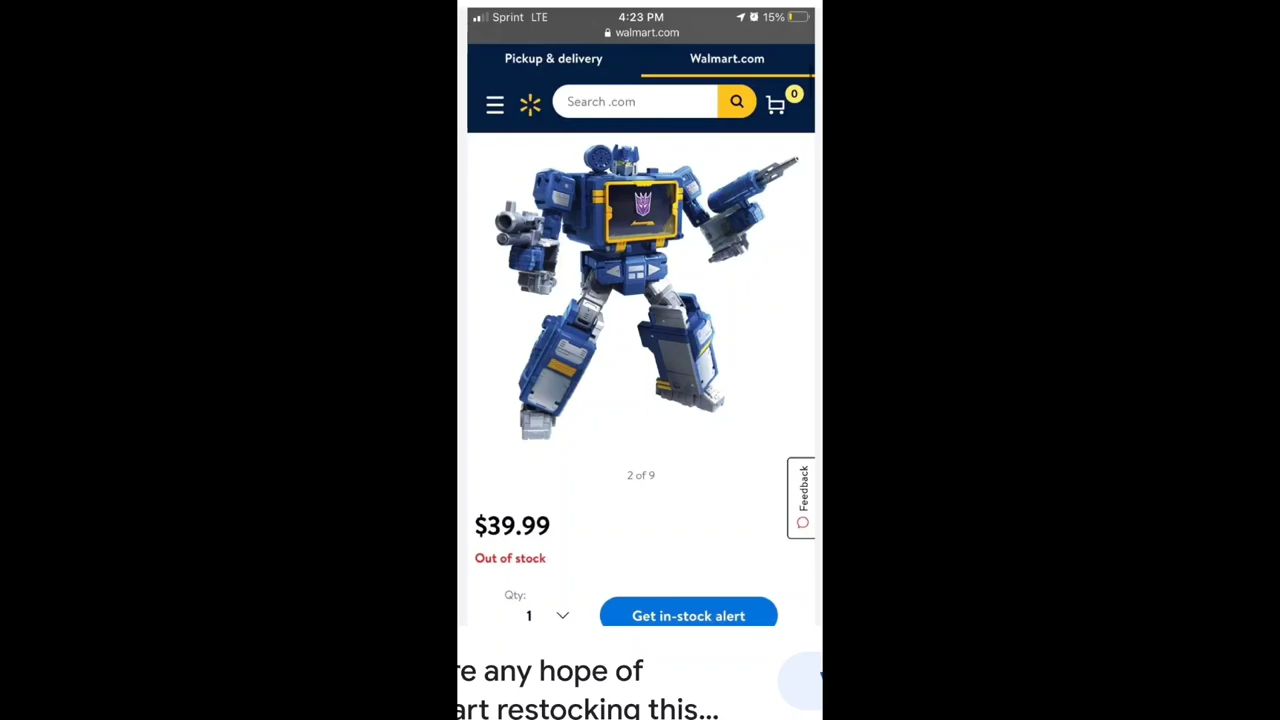 Sprint LTE 4:23 PM 15%
walmart.com
Pickup & delivery Walmart.com
Search .com 0
2 of 9
Feedback
$39.99
Out of stock
Qty:
1 Get in-stock alert
re any hope of
art restocking this...